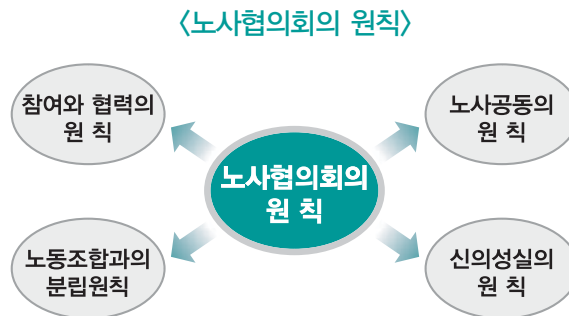 〈노사협의회의 원칙〉
참여와 협력의
원 칙
노사공동의
원 칙
노사협의회의
원 칙
노동조합과의
분립원칙
신의성실의
원 칙